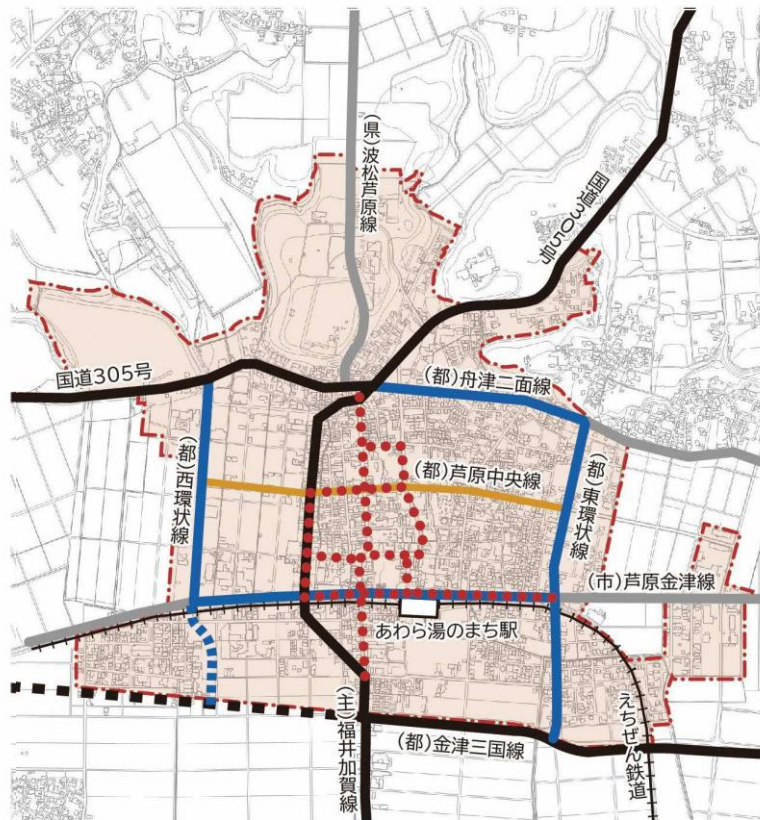 (県)波松芦原線
国道305号
国道305号
(都)舟津二面線
(都)芦原中央線
(都)西環状線
(都)東環状線
(市)芦原金津線
あわら湯のまち駅
(主)福井加賀線
(都)金津三国線
えちぜん鉄道